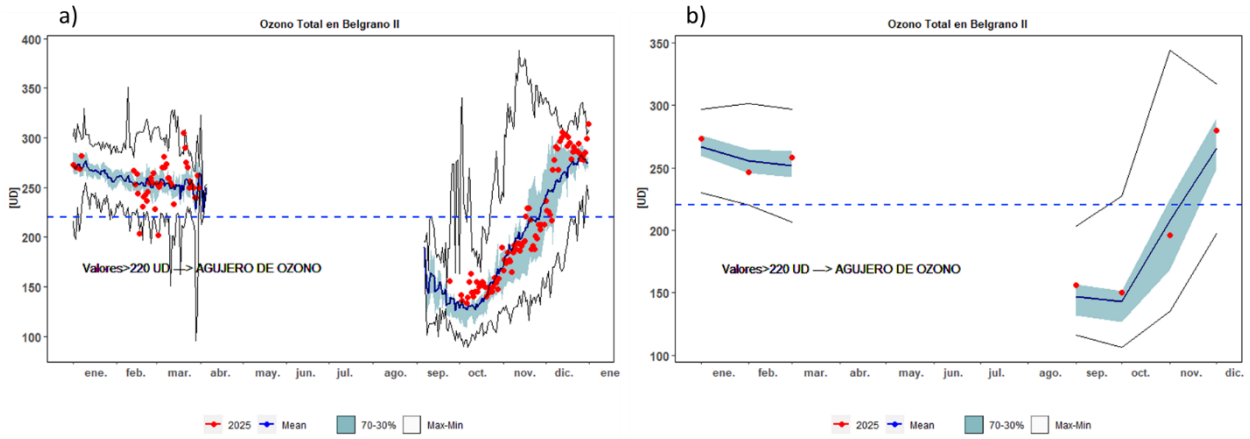 a)
Ozono Total en Belgrano II
400
350
300
250
200
150
100
[UD]
Valores>220 UD —> AGUJERO DE OZONO
ene. feb. mar. abr. may. jun. jul. ago. sep. oct. nov. dic. ene
2025 Mean 70-30% Max-Min
b)
Ozono Total en Belgrano II
350
300
250
200
150
100
[UD]
Valores>220 UD —> AGUJERO DE OZONO
ene. feb. mar. abr. may. jun. jul. ago. sep. oct. nov. dic.
2025 Mean 70-30% Max-Min